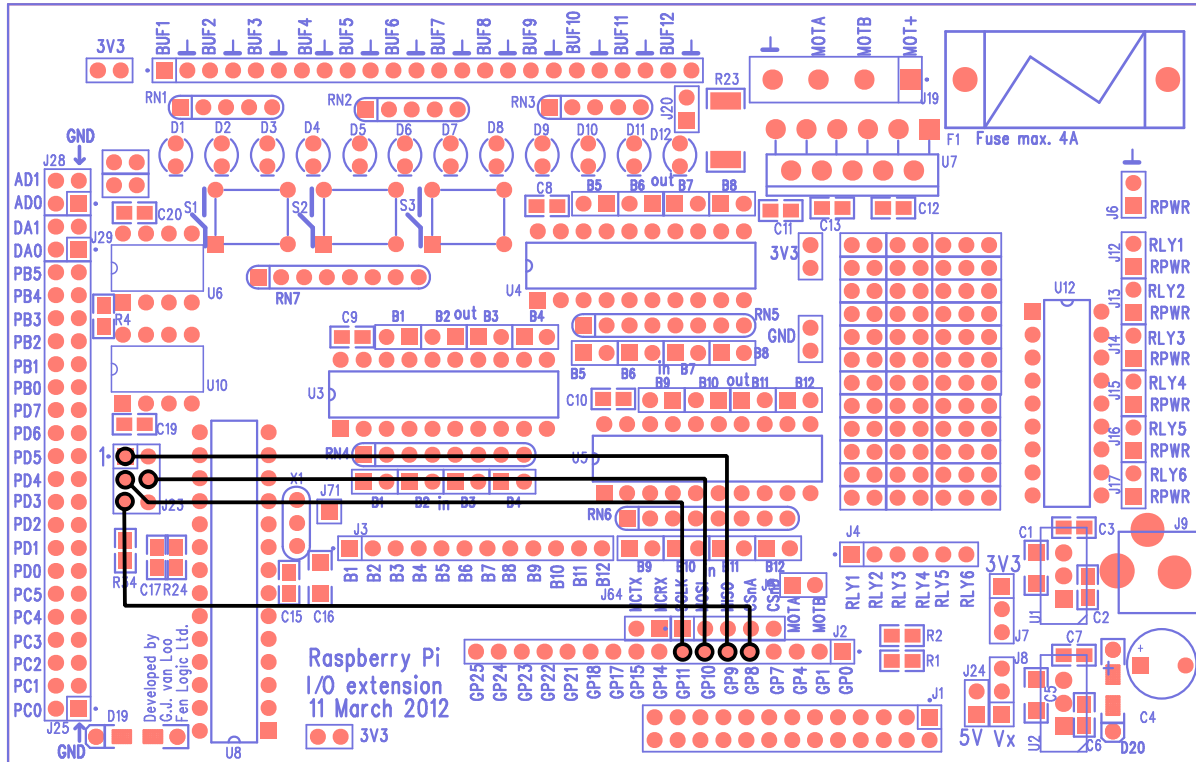 3V3
BUF1
BUF2
BUF3
BUF4
BUF5
BUF6
BUF7
BUF8
BUF9
BUF10
BUF11
BUF12
MOTA
MOTB
MOT+
RN1
RN2
RN3
J20
R23
J19
F1 Fuse max. 4A
U7
D1 D2 D3 D4 D5 D6 D7 D8 D9 D10 D11 D12
GND
J28
AD1
AD0
DA1
DA0
PB5
PB4
PB3
PB2
PB1
PB0
PD7
PD6
PD5
PD4
PD3
PD2
PD1
PD0
PC5
PC4
PC3
PC2
PC1
PC0
J29
J25
GND
C20
S1
S2
S3
U6
R4
U10
C19
RN7
C8
B5 B6 out B7 B8
C11
C13
C12
3V3
U4
RN5
GND
C9
B1 B2 out B3 B4
B5 B6 in B7 B8
U3
C10
B9 B10 out B11 B12
U5
RN4
B1 B2 in B3 B4
RN6
B9 B10 in B11 B12
J6
RPWR
J12
RLY1
RPWR
J13
RLY2
RPWR
J14
RLY3
RPWR
J15
RLY4
RPWR
J16
RLY5
RPWR
J17
RLY6
RPWR
U12
1
J23
X1
J71
J3
B1 B2 B3 B4 B5 B6 B7 B8 B9 B10 B11 B12
R34
C17
R24
C15
C16
J64
MCTX
MCRX
SCLK
MOSI
MISO
CSnA
CSnB
MOTA
MOTB
J4
RLY1
RLY2
RLY3
RLY4
RLY5
RLY6
J2
GP25
GP24
GP23
GP22
GP21
GP18
GP17
GP15
GP14
GP11
GP10
GP9
GP8
GP7
GP4
GP1
GP0
R2
R1
3V3
J7
C1
C3
U1
C2
J9
C7
J8
J24
C5
5V Vx
U2
C6
C4
D20
J1
Developed by
G.J. van Loo
Fen Logic Ltd.
D19
U8
Raspberry Pi
I/O extension
11 March 2012
3V3